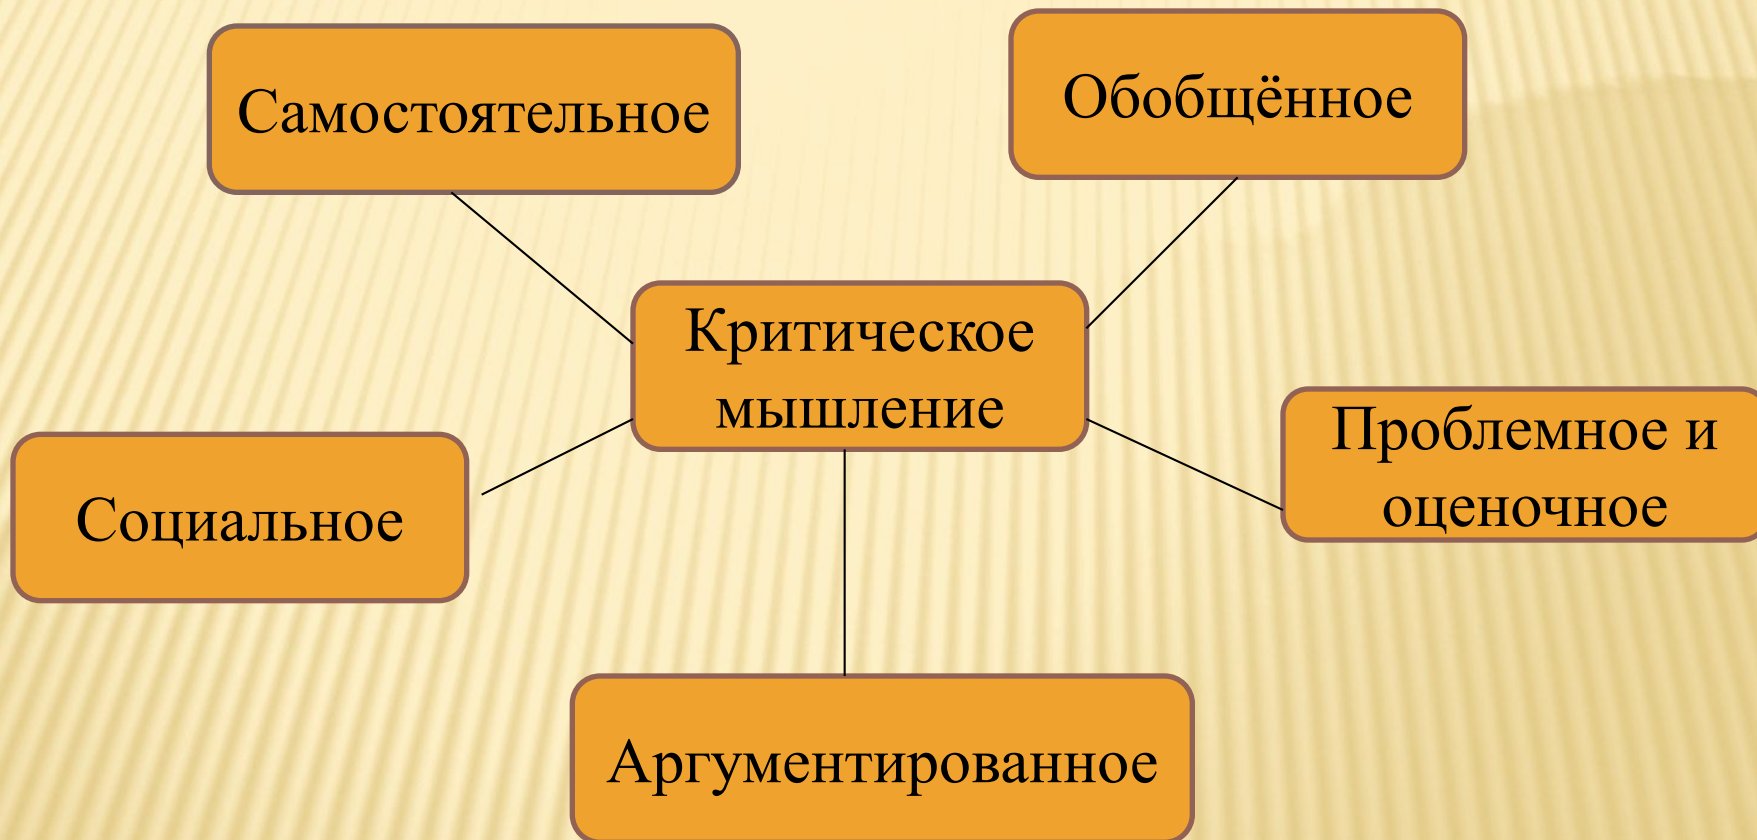 Самостоятельное
Обобщённое
Критическое
мышление
Проблемное и
оценочное
Социальное
Аргументированное